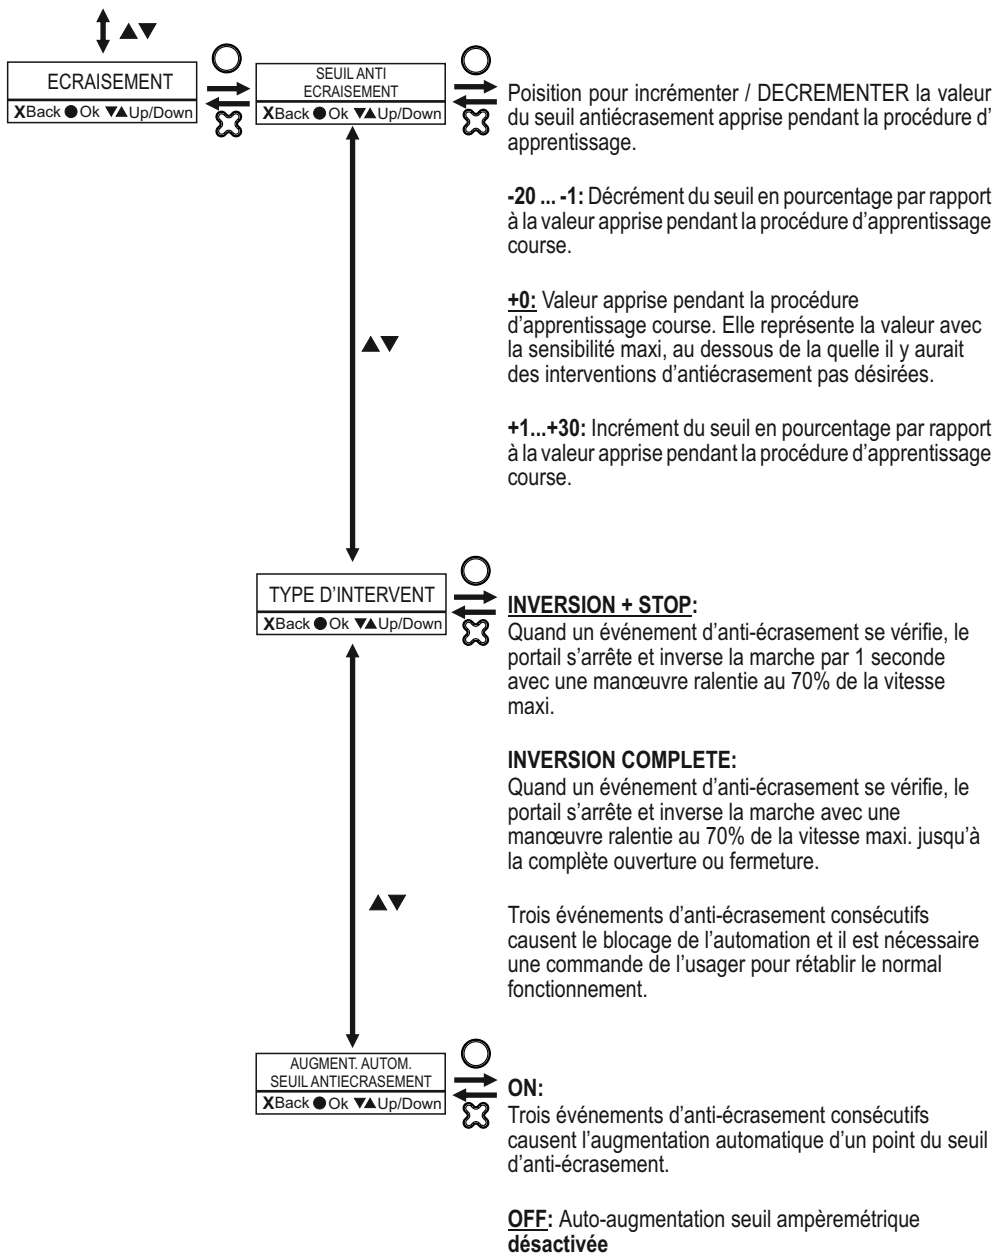 ▲▼
ECRAISEMENT
XBack ●Ok ▼▲Up/Down
SEUIL ANTI
ECRAISEMENT
XBack ●Ok ▼▲Up/Down
Poisition pour incrémenter / DECREMENTER la valeur
du seuil antiécrasement apprise pendant la procédure d'
apprentissage.
-20 ... -1: Décrément du seuil en pourcentage par rapport
à la valeur apprise pendant la procédure d'apprentissage
course.
+0: Valeur apprise pendant la procédure
d'apprentissage course. Elle représente la valeur avec
la sensibilité maxi, au dessous de la quelle il y aurait
des interventions d'antiécrasement pas désirées.
+1...+30: Incrément du seuil en pourcentage par rapport
à la valeur apprise pendant la procédure d'apprentissage
course.
▲▼
TYPE D'INTERVENT
XBack ●Ok ▼▲Up/Down
INVERSION + STOP:
Quand un événement d'anti-écrasement se vérifie, le
portail s'arrête et inverse la marche par 1 seconde
avec une manœuvre ralentie au 70% de la vitesse
maxi.
INVERSION COMPLETE:
Quand un événement d'anti-écrasement se vérifie, le
portail s'arrête et inverse la marche avec une
manœuvre ralentie au 70% de la vitesse maxi. jusqu'à
la complète ouverture ou fermeture.
Trois événements d'anti-écrasement consécutifs
causent le blocage de l'automation et il est nécessaire
une commande de l'usager pour rétablir le normal
fonctionnement.
▲▼
AUGMENT. AUTOM.
SEUIL ANTIECRASEMENT
XBack ●Ok ▼▲Up/Down
ON:
Trois événements d'anti-écrasement consécutifs
causent l'augmentation automatique d'un point du seuil
d'anti-écrasement.
OFF: Auto-augmentation seuil ampèremétrique
désactivée